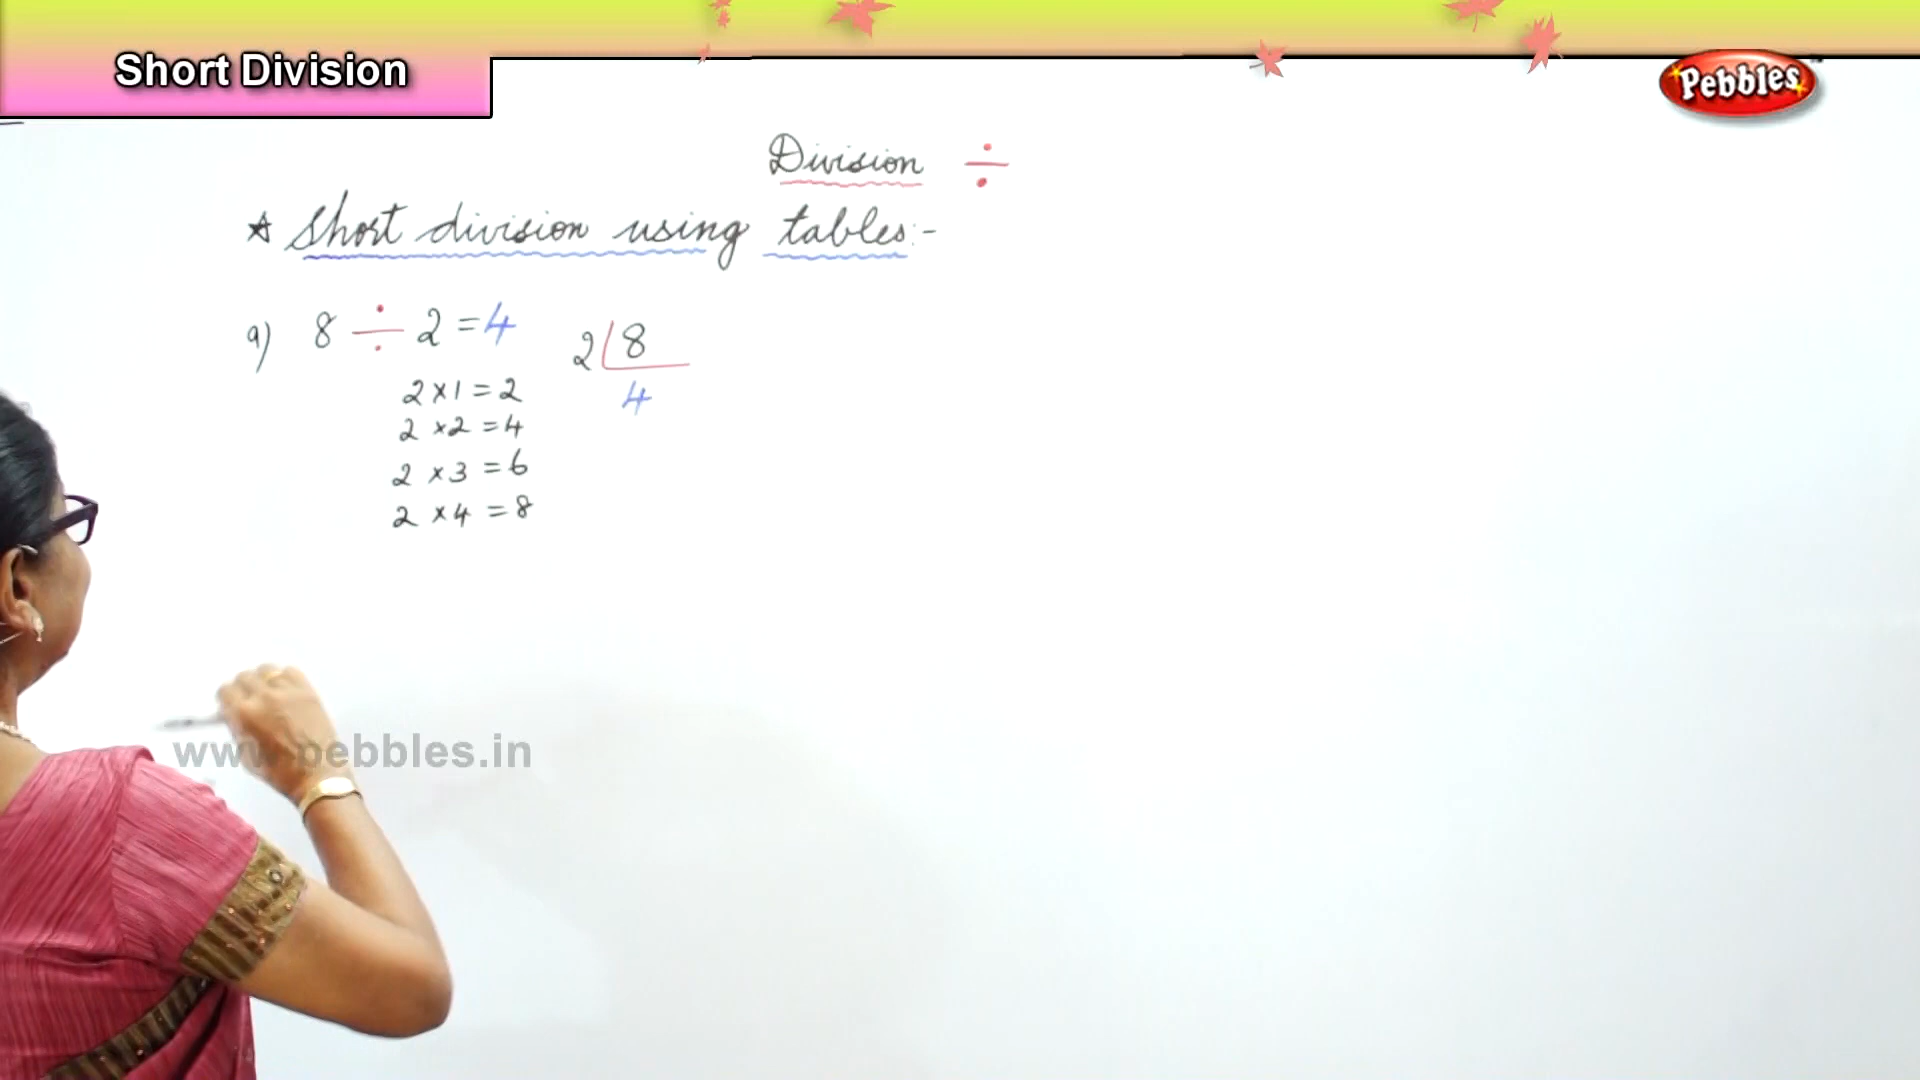 Short Division
Pebbles
Division ÷
* Short division using tables:-
a) 8 ÷ 2 = 4
2 8
4
2 × 1 = 2
2 × 2 = 4
2 × 3 = 6
2 × 4 = 8
www.pebbles.in